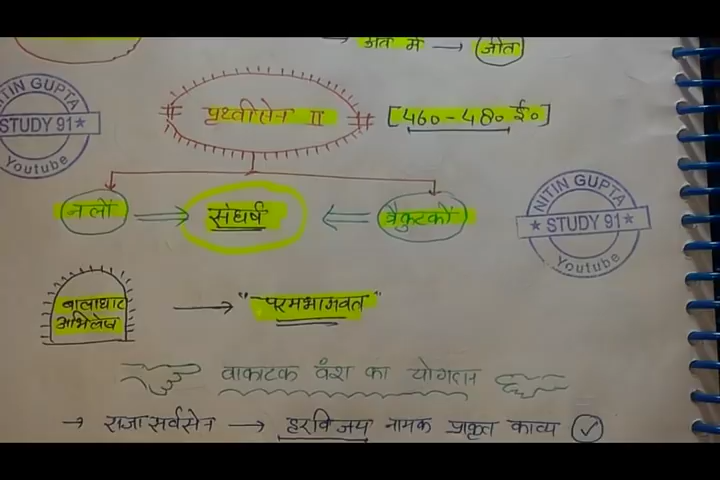 → अंत में → जीत
पृथ्वीसेन II [460-480 ई०]
नलों ⇒ संघर्ष ⇐ त्रैकुटकों
बालाघाट अभिलेख → "परमभागवत"
वाकाटक वंश का योगदान
→ राजा सर्वसेन → हरविजय नामक प्राकृत काव्य
NITIN GUPTA
STUDY 91
Youtube
NITIN GUPTA
* STUDY 91 *
Youtube